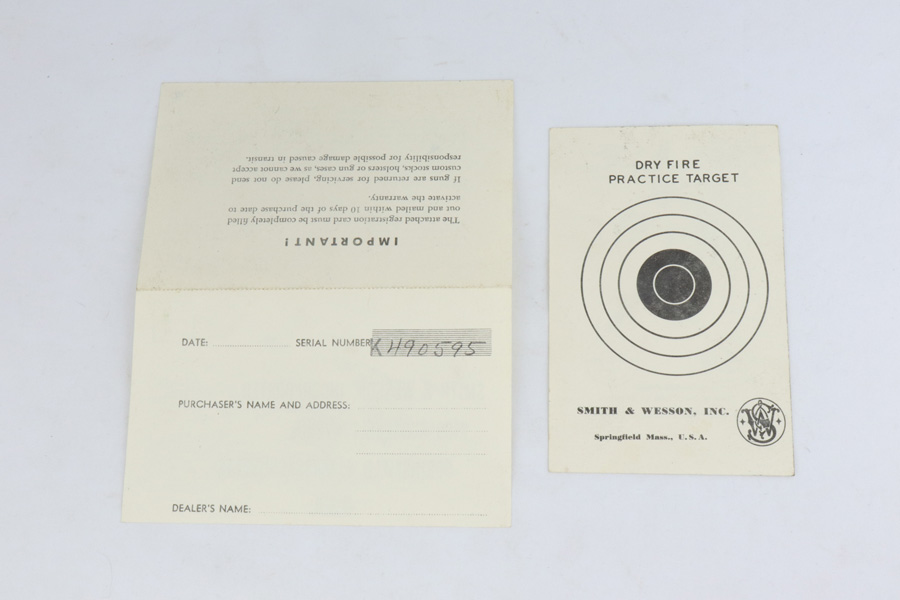 IMPORTANT!
The attached registration card must be completely filled
out and mailed within 10 days of the purchase date to
activate the warranty.
If guns are returned for servicing, please, do not send
custom stocks, holsters or gun cases, as we cannot accept
responsibility for possible damage caused in transit.
DATE: SERIAL NUMBER K490595
PURCHASER'S NAME AND ADDRESS:
DEALER'S NAME:
DRY FIRE
PRACTICE TARGET
SMITH & WESSON, INC.
Springfield Mass., U.S.A.
S&W